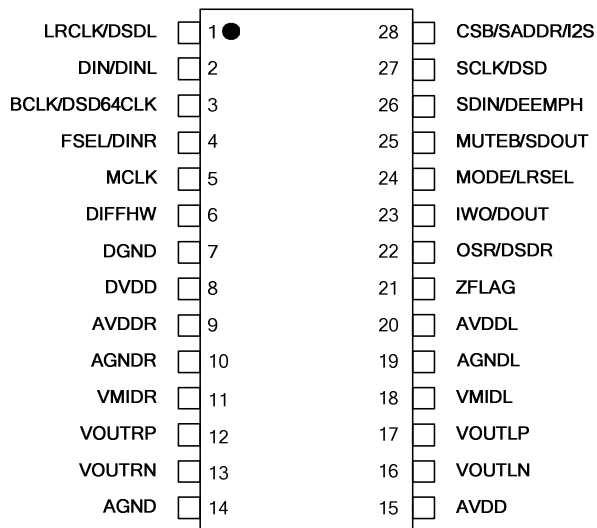 LRCLK/DSDL 1 28 CSB/SADDR/I2S
DIN/DINL 2 27 SCLK/DSD
BCLK/DSD64CLK 3 26 SDIN/DEEMPH
FSEL/DINR 4 25 MUTEB/SDOUT
MCLK 5 24 MODE/LRSEL
DIFFHW 6 23 IWO/DOUT
DGND 7 22 OSR/DSDR
DVDD 8 21 ZFLAG
AVDDR 9 20 AVDDL
AGNDR 10 19 AGNDL
VMIDR 11 18 VMIDL
VOUTRP 12 17 VOUTLP
VOUTRN 13 16 VOUTLN
AGND 14 15 AVDD